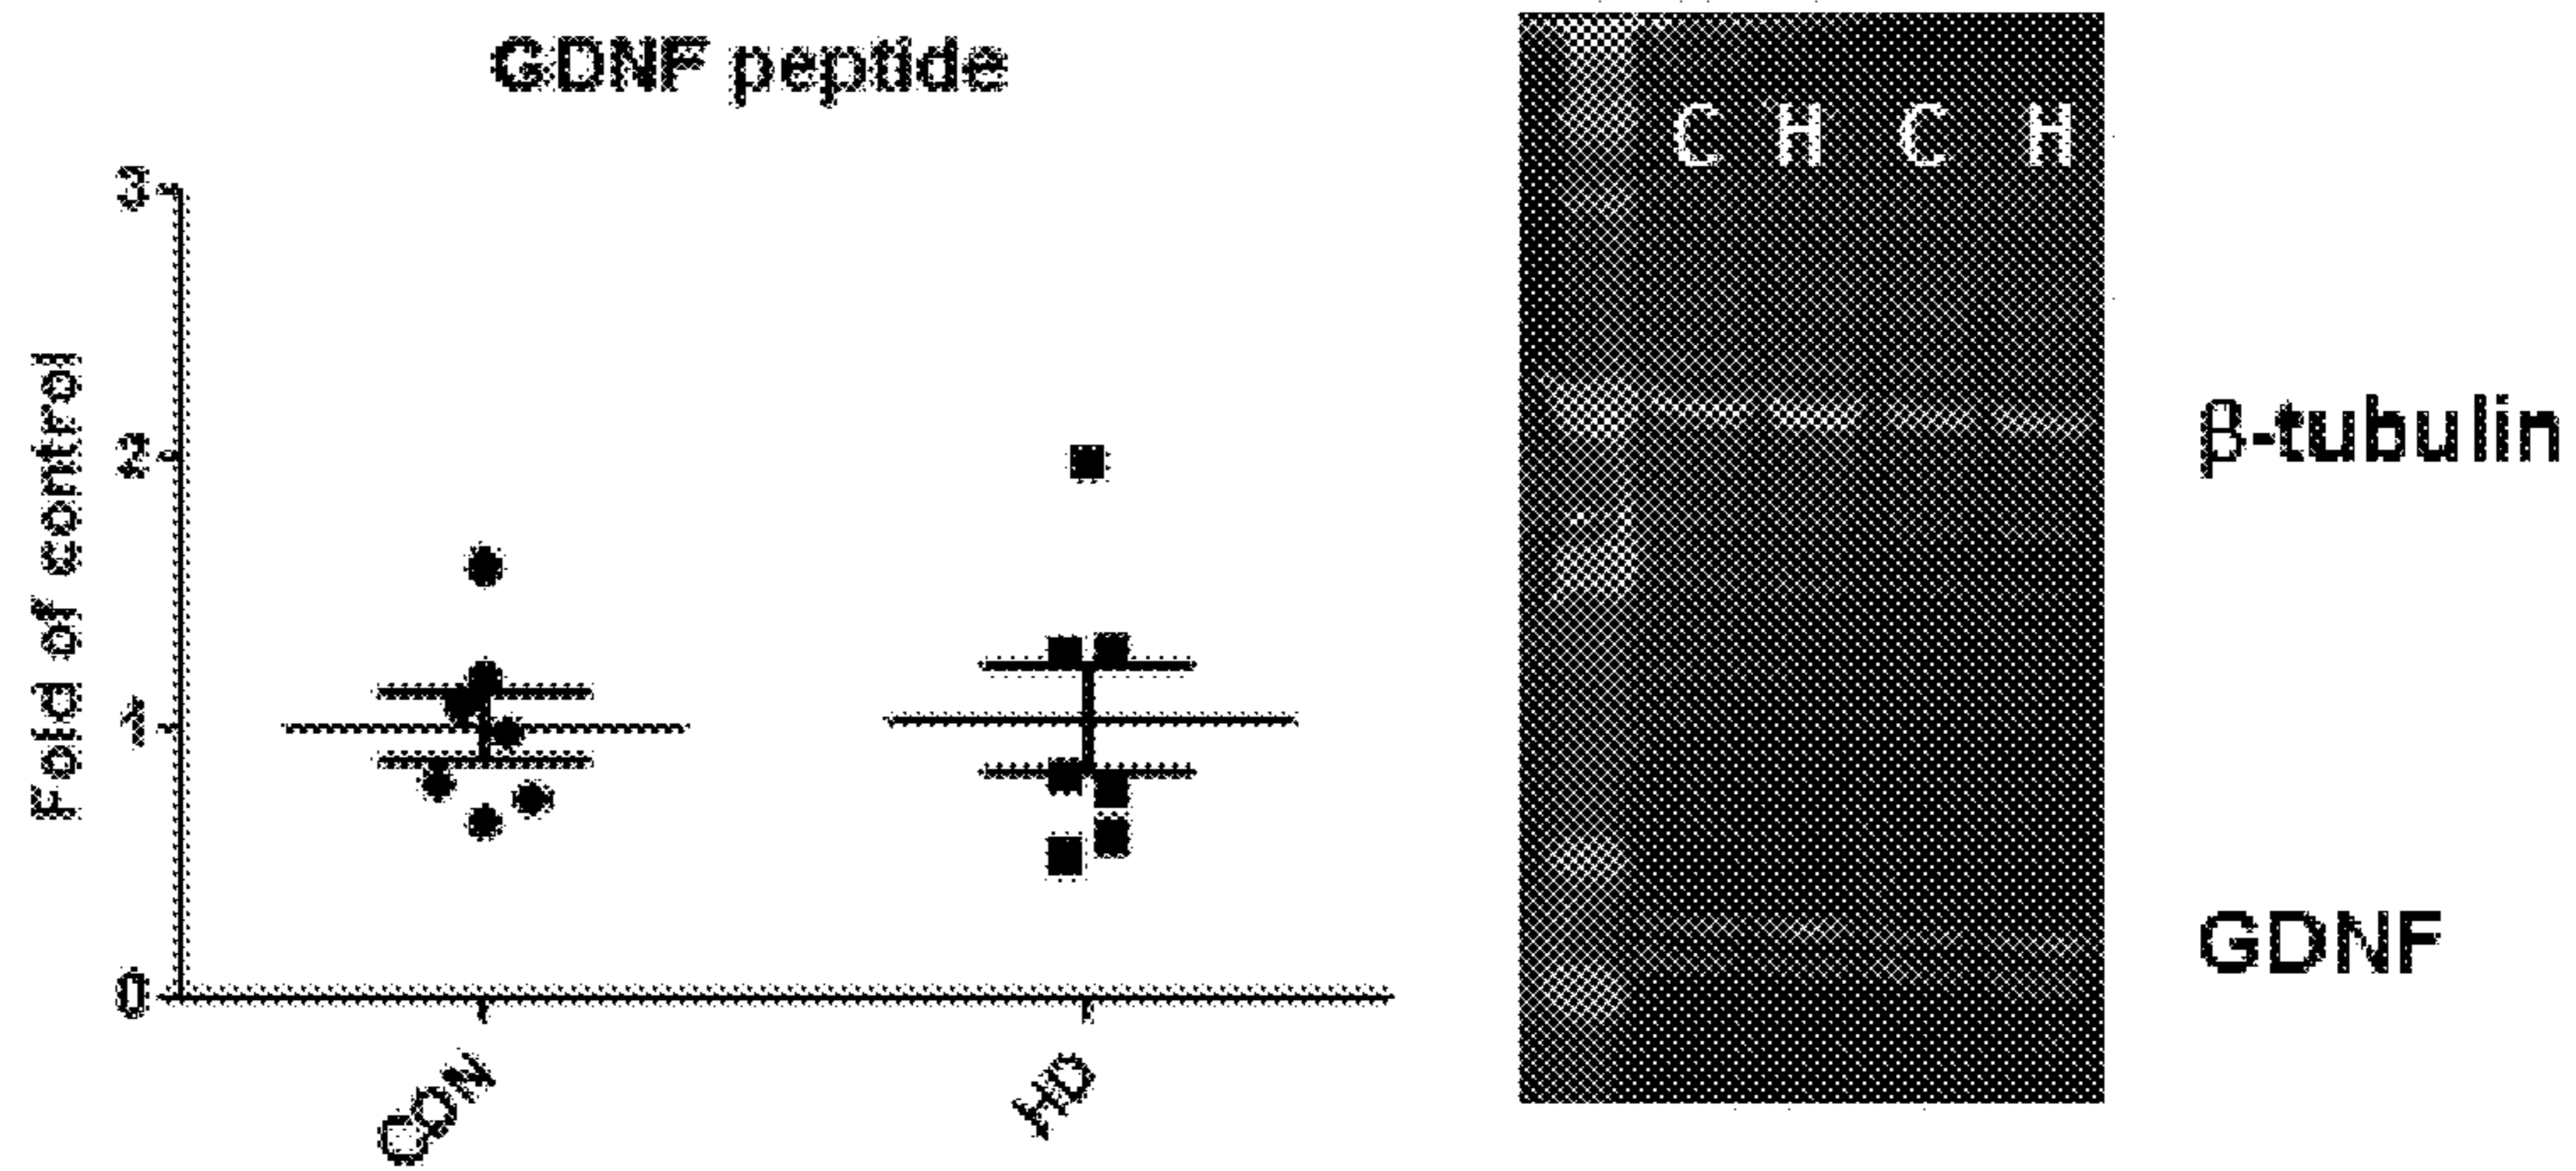 GDNF peptide
Fold of control
3
2
1
0
CON
HD
C H C H
β-tubulin
GDNF